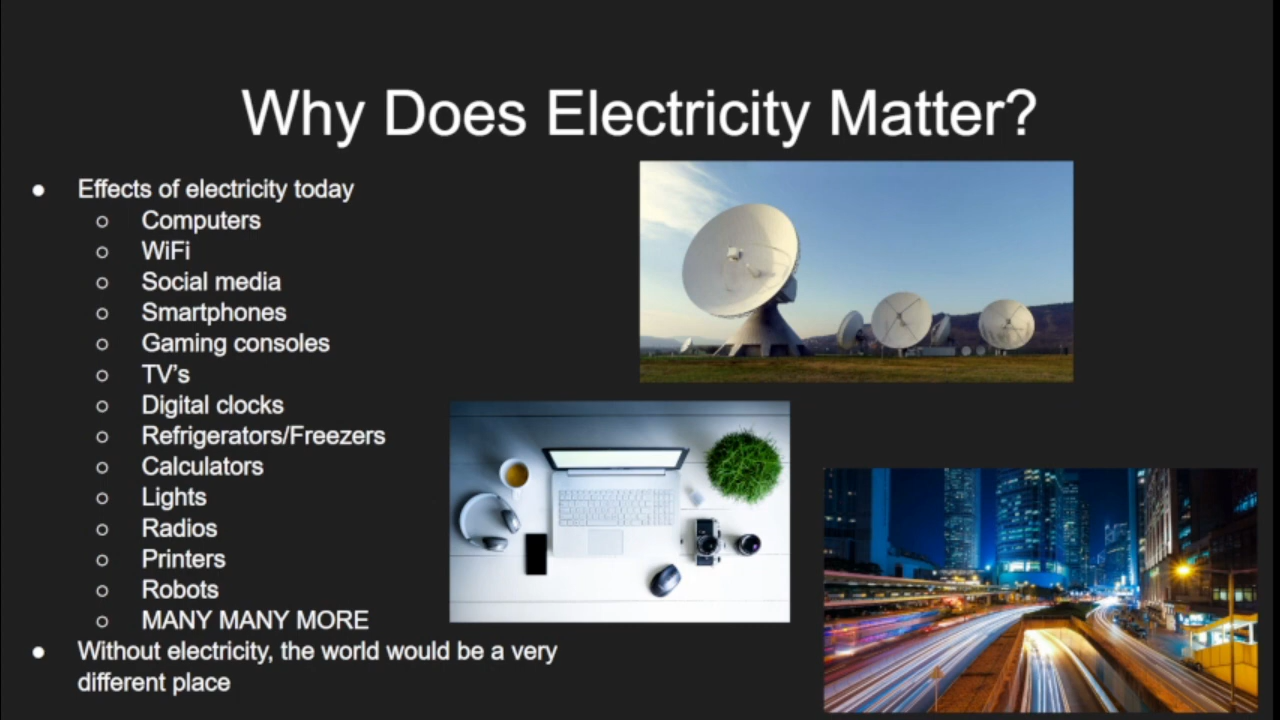 Why Does Electricity Matter?
● Effects of electricity today
○ Computers
○ WiFi
○ Social media
○ Smartphones
○ Gaming consoles
○ TV’s
○ Digital clocks
○ Refrigerators/Freezers
○ Calculators
○ Lights
○ Radios
○ Printers
○ Robots
○ MANY MANY MORE
● Without electricity, the world would be a very
different place